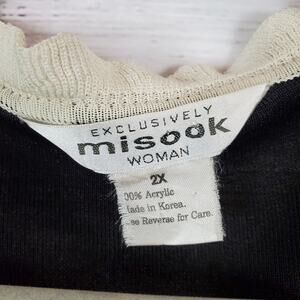 EXCLUSIVELY
misook
WOMAN
2X
00% Acrylic
ade in Korea.
ee Reverse for Care.